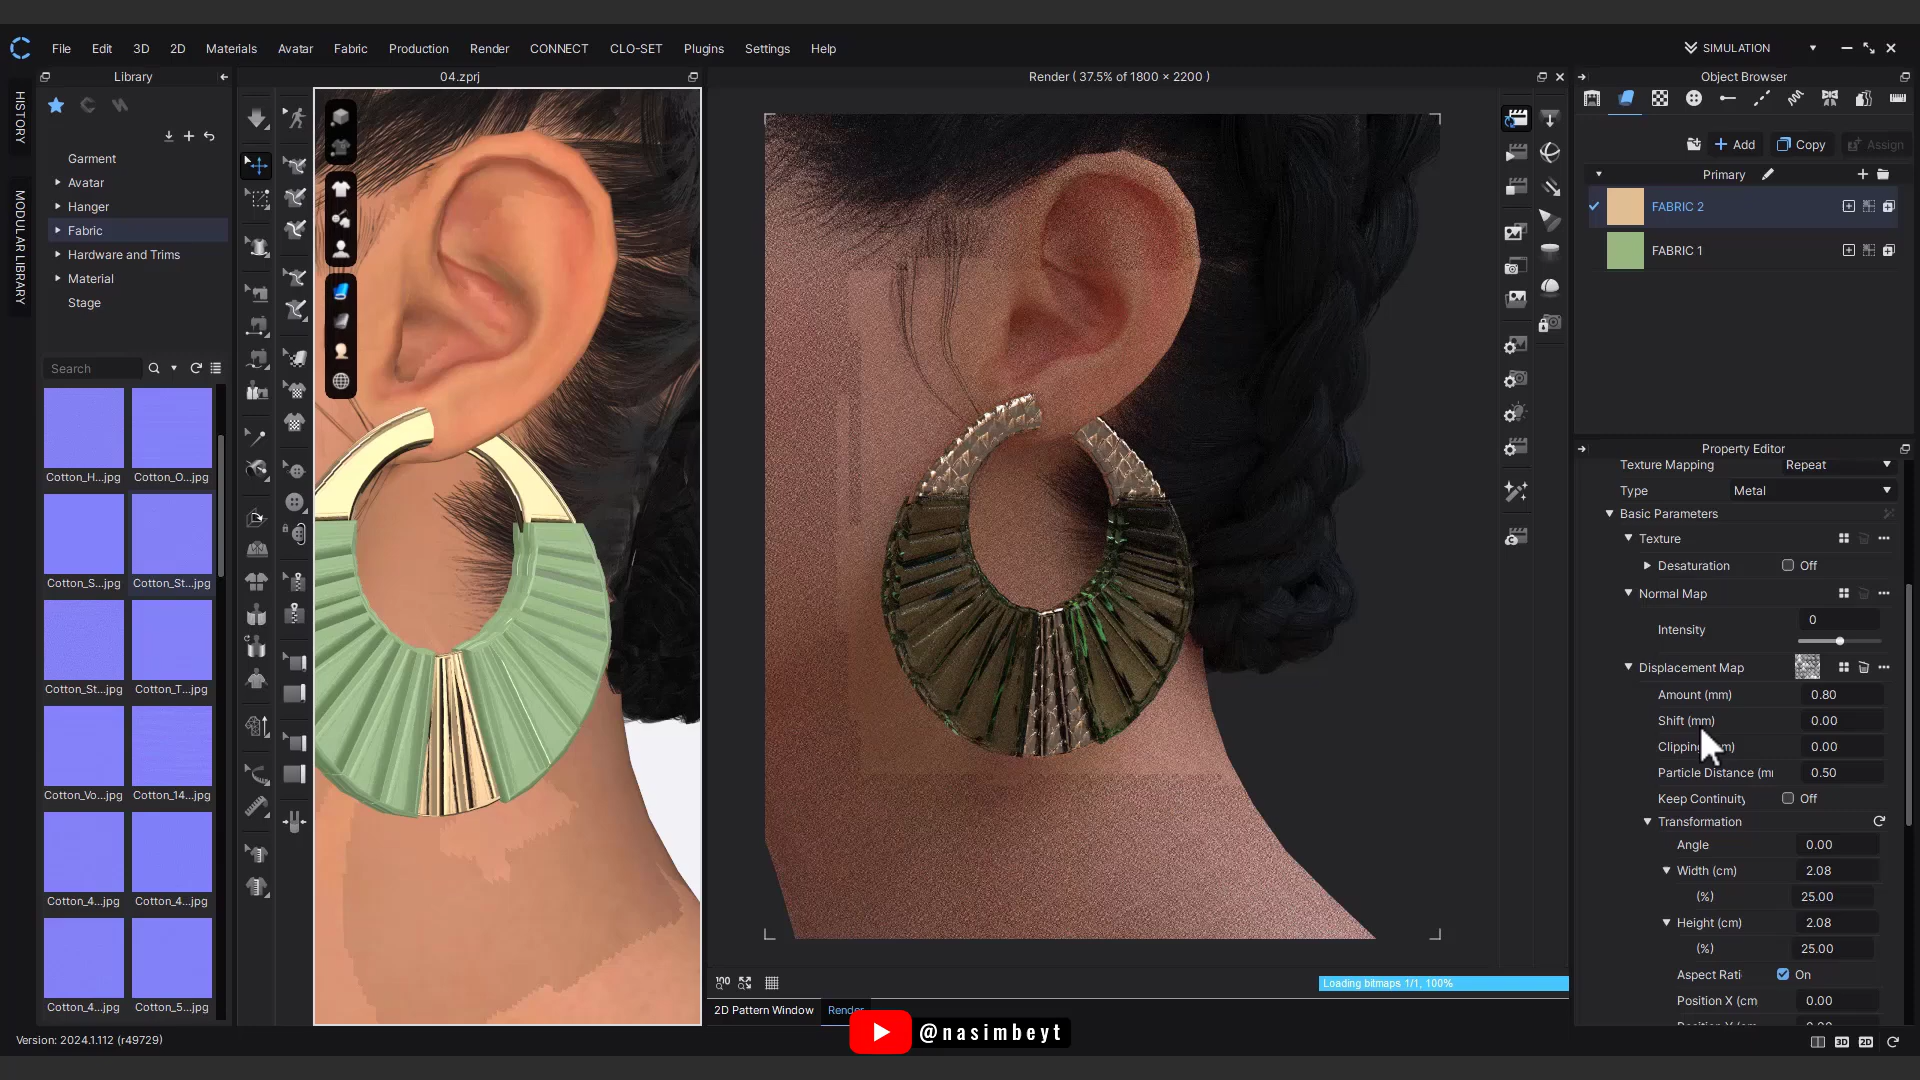 File Edit 3D 2D Materials Avatar Fabric Production Render CONNECT CLO-SET Plugins Settings Help SIMULATION
HISTORY
MODULAR LIBRARY
Library
Garment
Avatar
Hanger
Fabric
Hardware and Trims
Material
Stage
Search
Cotton_H...jpg Cotton_O...jpg
Cotton_S...jpg Cotton_St...jpg
Cotton_St...jpg Cotton_T...jpg
Cotton_Vo...jpg Cotton_14...jpg
Cotton_4...jpg Cotton_4...jpg
Cotton_4...jpg Cotton_5...jpg
04.zprj
Render ( 37.5% of 1800 × 2200 )
100
Loading bitmaps 1/1, 100%
2D Pattern Window Render
@nasimbeyt
Object Browser
Add Copy Assign
Primary
FABRIC 2
FABRIC 1
Property Editor
Texture Mapping Repeat
Type Metal
Basic Parameters
Texture
Desaturation Off
Normal Map
Intensity 0
Displacement Map
Amount (mm) 0.80
Shift (mm) 0.00
Clipping m) 0.00
Particle Distance (m 0.50
Keep Continuity Off
Transformation
Angle 0.00
Width (cm) 2.08
(%) 25.00
Height (cm) 2.08
(%) 25.00
Aspect Rati On
Position X (cm 0.00
Version: 2024.1.112 (r49729)
3D 2D